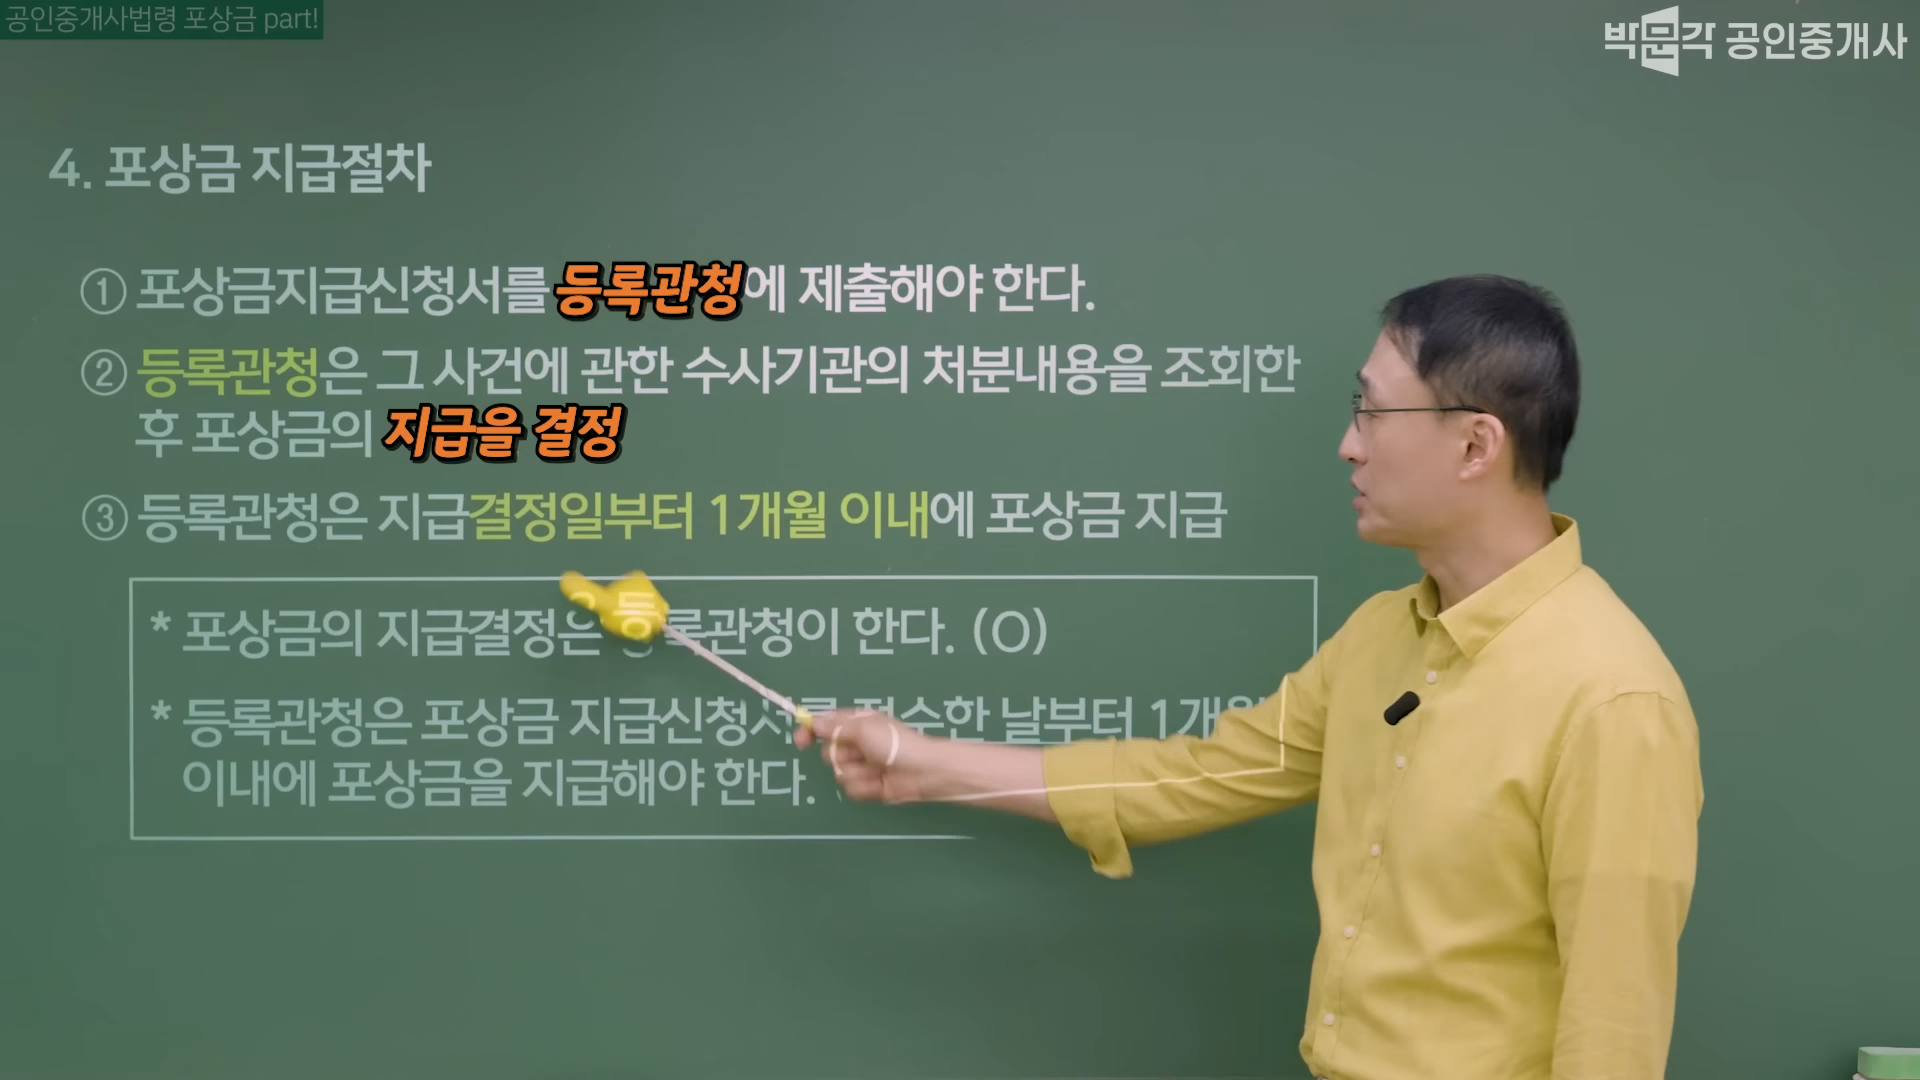 공인중개사법령 포상금 part!
박문각 공인중개사
4. 포상금 지급절차
① 포상금지급신청서를 등록관청에 제출해야 한다.
② 등록관청은 그 사건에 관한 수사기관의 처분내용을 조회한
후 포상금의 지급을 결정
③ 등록관청은 지급결정일부터 1개월 이내에 포상금 지급
* 포상금의 지급결정은 등록관청이 한다. (O)
* 등록관청은 포상금 지급신청서를 접수한 날부터 1개월
이내에 포상금을 지급해야 한다.